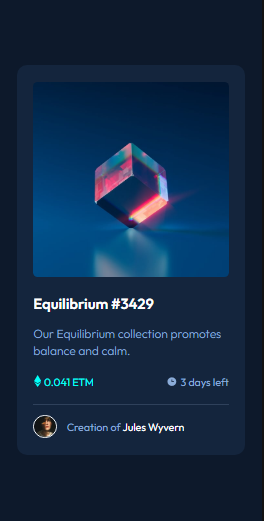 Equilibrium #3429
Our Equilibrium collection promotes
balance and calm.
0.041 ETM 3 days left
Creation of Jules Wyvern